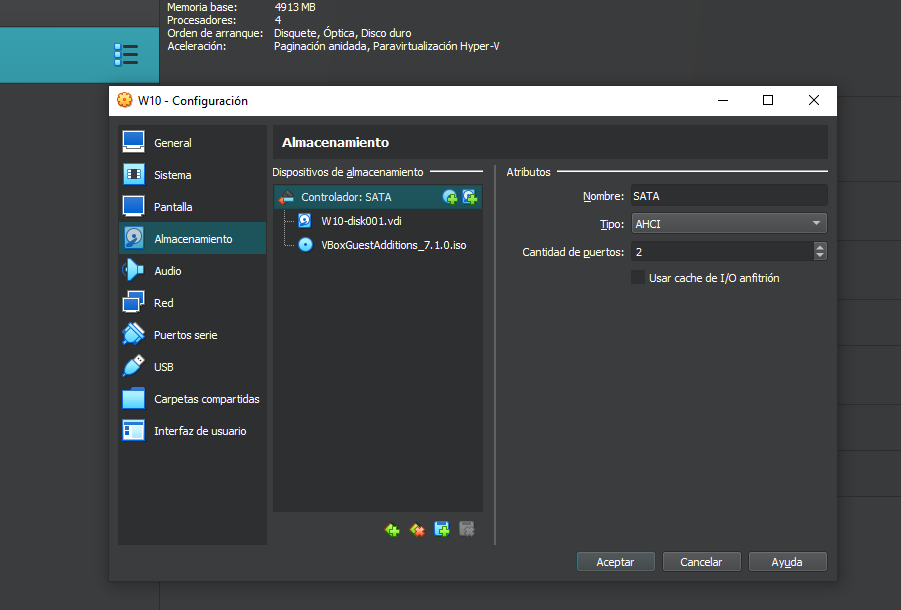 Memoria base: 4913 MB
Procesadores: 4
Orden de arranque: Disquete, Óptica, Disco duro
Aceleración: Paginación anidada, Paravirtualización Hyper-V
W10 - Configuración
General
Sistema
Pantalla
Almacenamiento
Audio
Red
Puertos serie
USB
Carpetas compartidas
Interfaz de usuario
Almacenamiento
Dispositivos de almacenamiento
Controlador: SATA
W10-disk001.vdi
VBoxGuestAdditions_7.1.0.iso
Atributos
Nombre: SATA
Tipo: AHCI
Cantidad de puertos: 2
Usar cache de I/O anfitrión
Aceptar
Cancelar
Ayuda